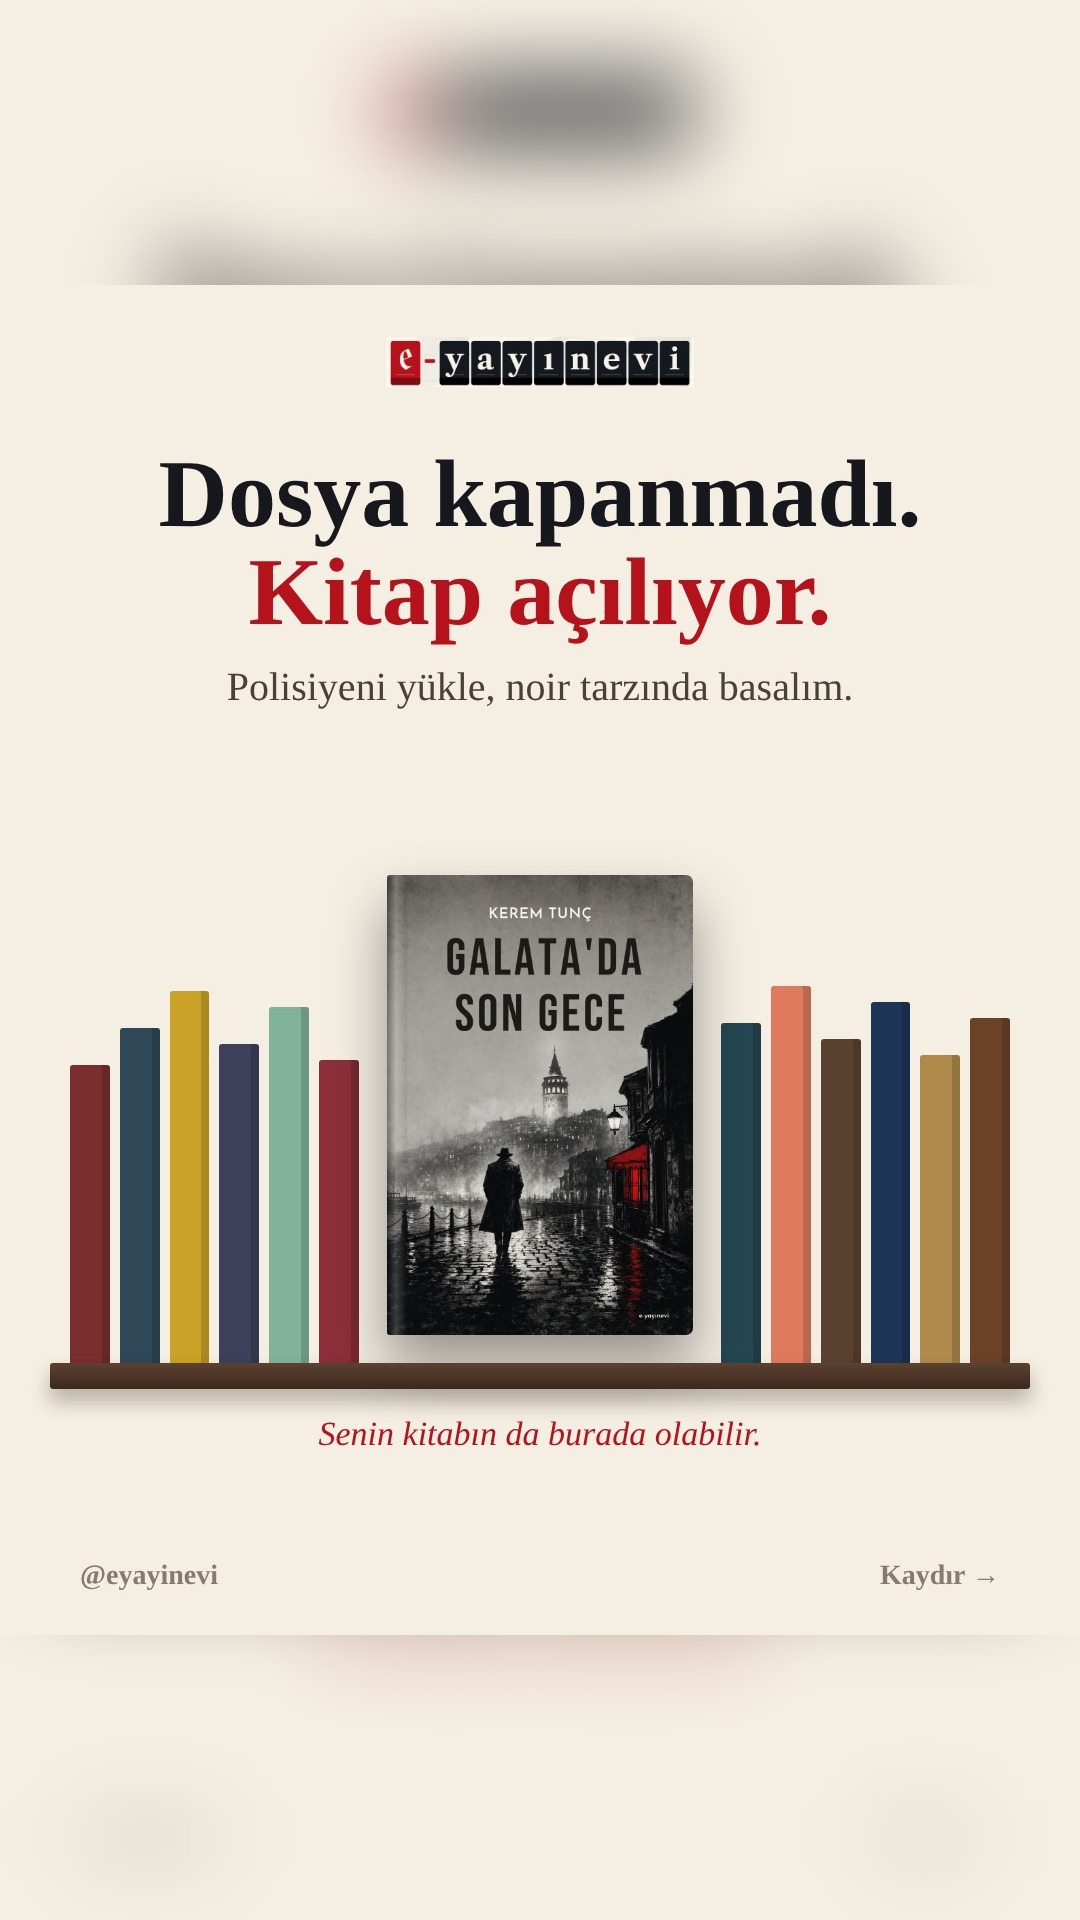 e-yayınevi
Dosya kapanmadı.
Kitap açılıyor.
Polisiyeni yükle, noir tarzında basalım.
KEREM TUNÇ
GALATA'DA
SON GECE
e-yayınevi
Senin kitabın da burada olabilir.
@eyayinevi
Kaydır →